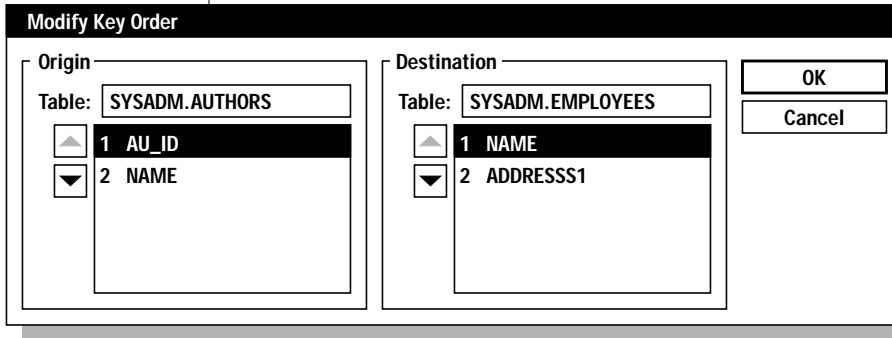 Modify Key Order
Origin
Table: SYSADM.AUTHORS
1 AU_ID
2 NAME
Destination
Table: SYSADM.EMPLOYEES
1 NAME
2 ADDRESSS1
OK
Cancel